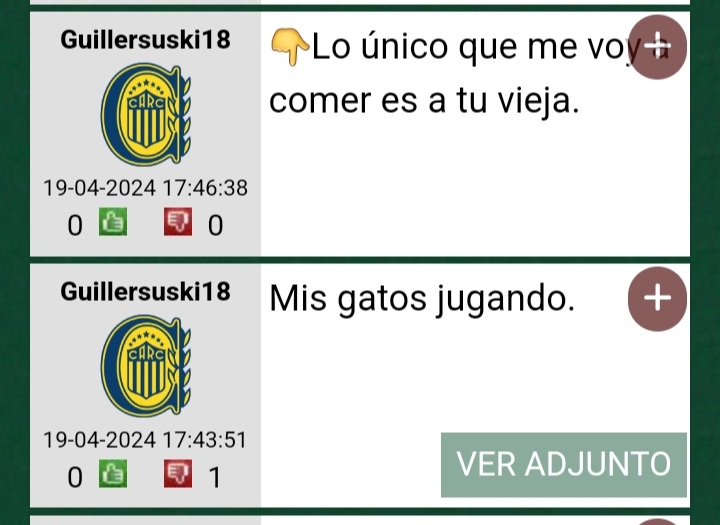 Guillersuski18
CARC
19-04-2024 17:46:38
0 0
👇Lo único que me voy a
comer es a tu vieja.
+
Guillersuski18
CARC
19-04-2024 17:43:51
0 1
Mis gatos jugando.
+
VER ADJUNTO